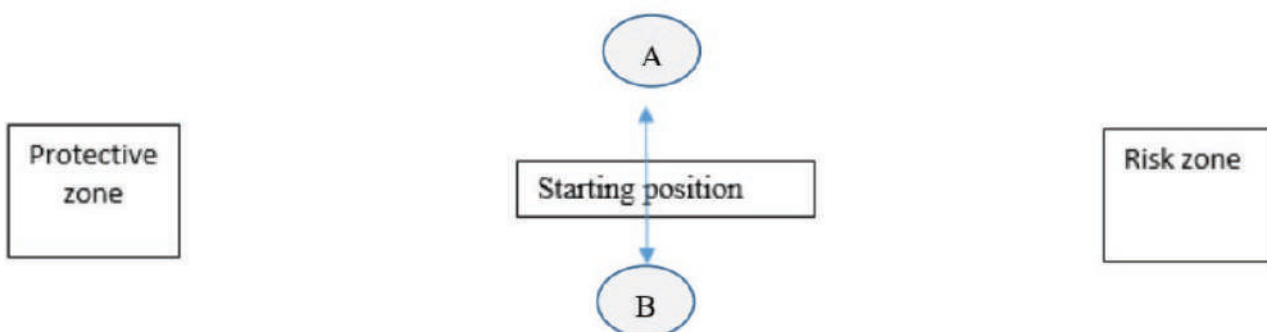 A
Protective
zone
Starting position
Risk zone
B